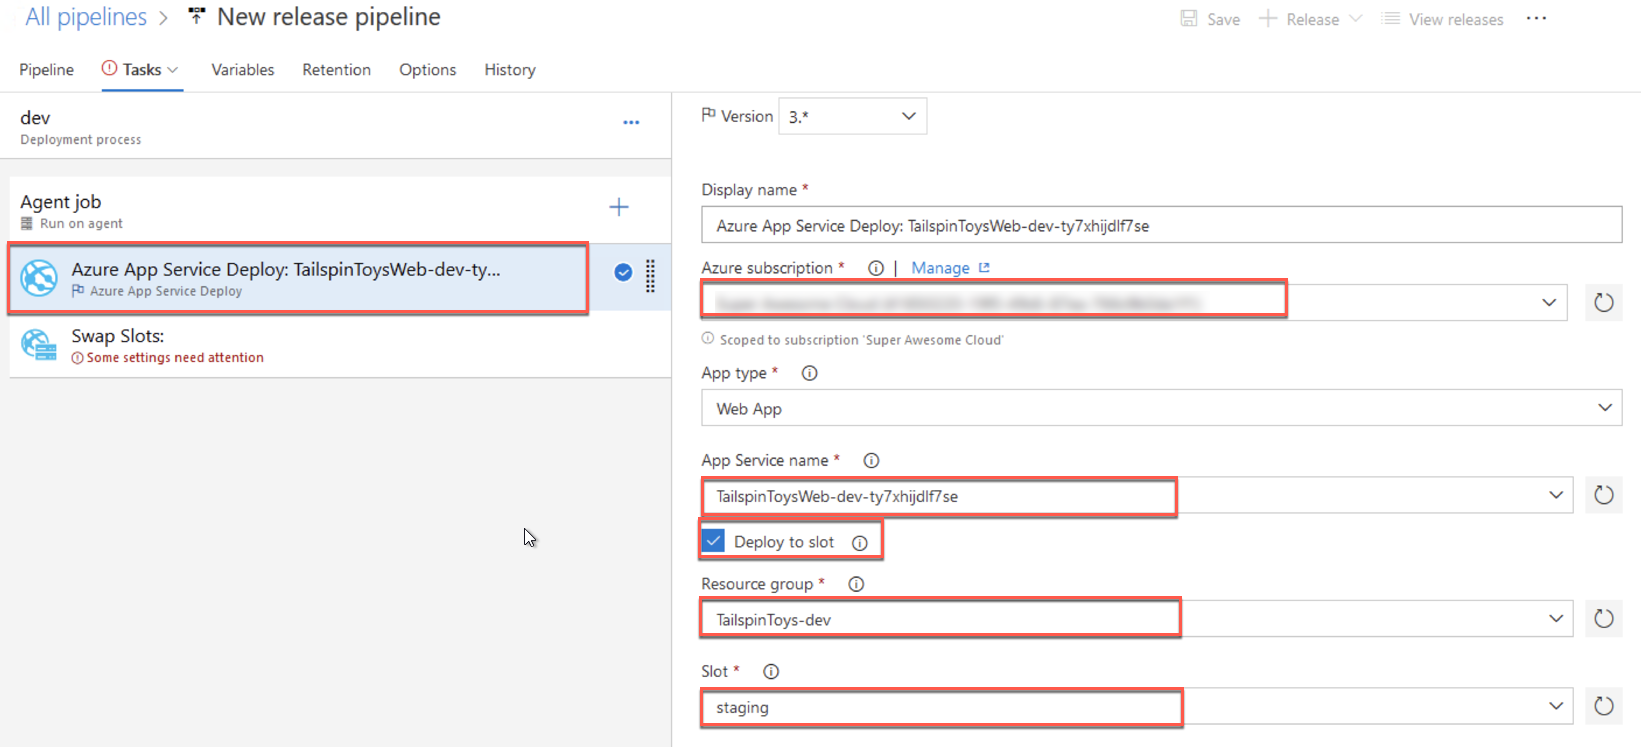 All pipelines > New release pipeline
Save Release View releases ...
Pipeline Tasks Variables Retention Options History
dev
Deployment process
Agent job
Run on agent
Azure App Service Deploy: TailspinToysWeb-dev-ty...
Azure App Service Deploy
Swap Slots:
Some settings need attention
Version 3.*
Display name *
Azure App Service Deploy: TailspinToysWeb-dev-ty7xhijdlf7se
Azure subscription * | Manage
Scoped to subscription 'Super Awesome Cloud'
App type *
Web App
App Service name *
TailspinToysWeb-dev-ty7xhijdlf7se
Deploy to slot
Resource group *
TailspinToys-dev
Slot *
staging